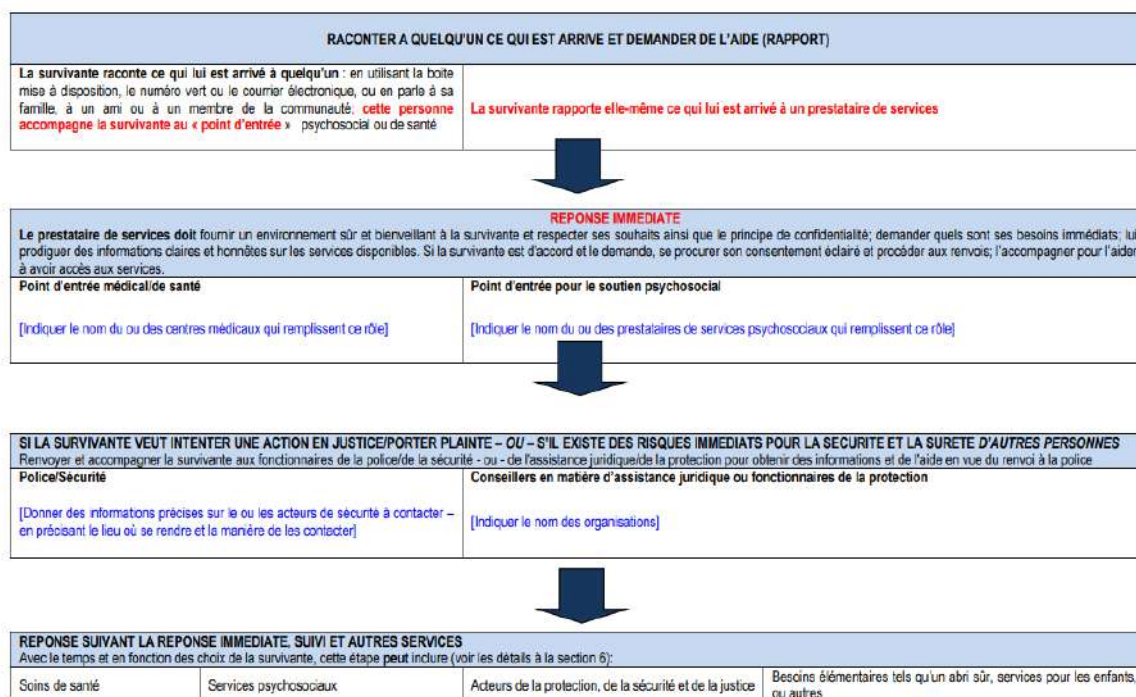 RACONTER A QUELQU'UN CE QUI EST ARRIVE ET DEMANDER DE L'AIDE (RAPPORT)
La survivante raconte ce qui lui est arrivé à quelqu'un : en utilisant la boite
mise à disposition, le numéro vert ou le courrier électronique, ou en parle à sa
famille, à un ami ou à un membre de la communauté; cette personne
accompagne la survivante au « point d'entrée » psychosocial ou de santé
La survivante rapporte elle-même ce qui lui est arrivé à un prestataire de services
REPONSE IMMEDIATE
Le prestataire de services doit fournir un environnement sûr et bienveillant à la survivante et respecter ses souhaits ainsi que le principe de confidentialité; demander quels sont ses besoins immédiats; lui
prodiguer des informations claires et honnêtes sur les services disponibles. Si la survivante est d'accord et le demande, se procurer son consentement éclairé et procéder aux renvois; l'accompagner pour l'aider
à avoir accès aux services.
Point d'entrée médical/de santé
[Indiquer le nom du ou des centres médicaux qui remplissent ce rôle]
Point d'entrée pour le soutien psychosocial
[Indiquer le nom du ou des prestataires de services psychosociaux qui remplissent ce rôle]
SI LA SURVIVANTE VEUT INTENTER UNE ACTION EN JUSTICE/PORTER PLAINTE – OU – S'IL EXISTE DES RISQUES IMMEDIATS POUR LA SECURITE ET LA SURETE D'AUTRES PERSONNES
Renvoyer et accompagner la survivante aux fonctionnaires de la police/de la sécurité - ou - de l'assistance juridique/de la protection pour obtenir des informations et de l'aide en vue du renvoi à la police
Police/Sécurité
[Donner des informations précises sur le ou les acteurs de sécurité à contacter –
en précisant le lieu où se rendre et la manière de les contacter]
Conseillers en matière d'assistance juridique ou fonctionnaires de la protection
[Indiquer le nom des organisations]
REPONSE SUIVANT LA REPONSE IMMEDIATE, SUIVI ET AUTRES SERVICES
Avec le temps et en fonction des choix de la survivante, cette étape peut inclure (voir les détails à la section 6):
Soins de santé
Services psychosociaux
Acteurs de la protection, de la sécurité et de la justice
Besoins élémentaires tels qu'un abri sûr, services pour les enfants,
ou autres